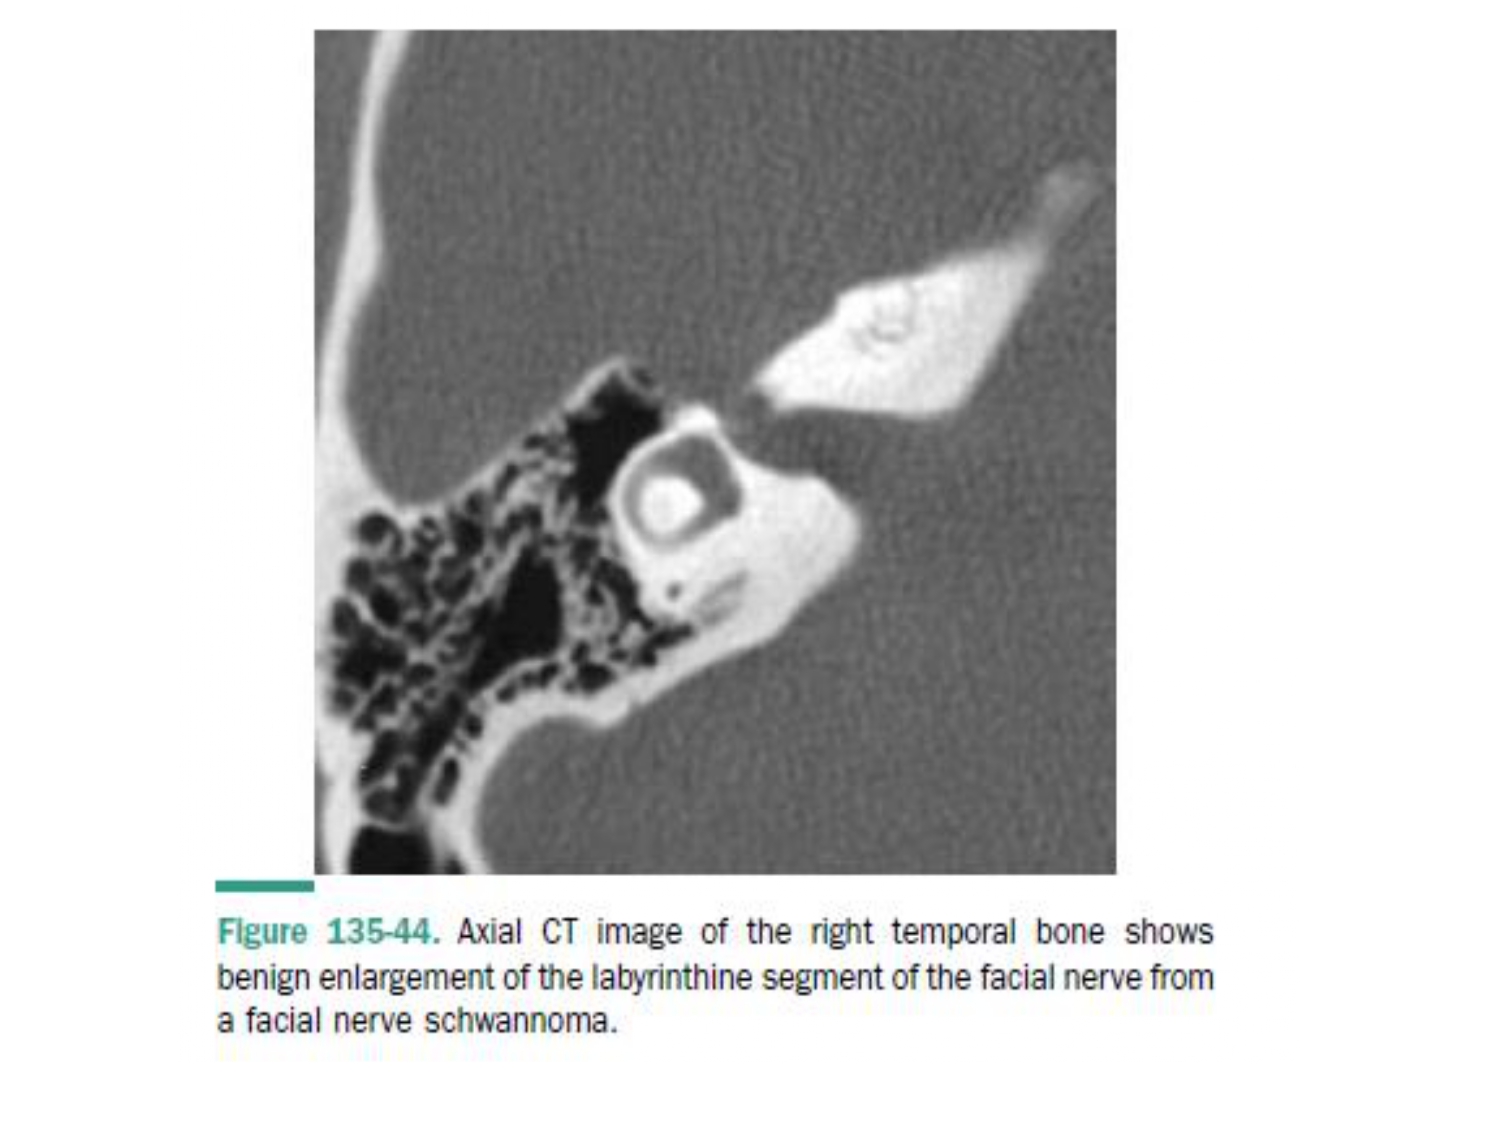 Figure 135-44. Axial CT image of the right temporal bone shows
benign enlargement of the labyrinthine segment of the facial nerve from
a facial nerve schwannoma.